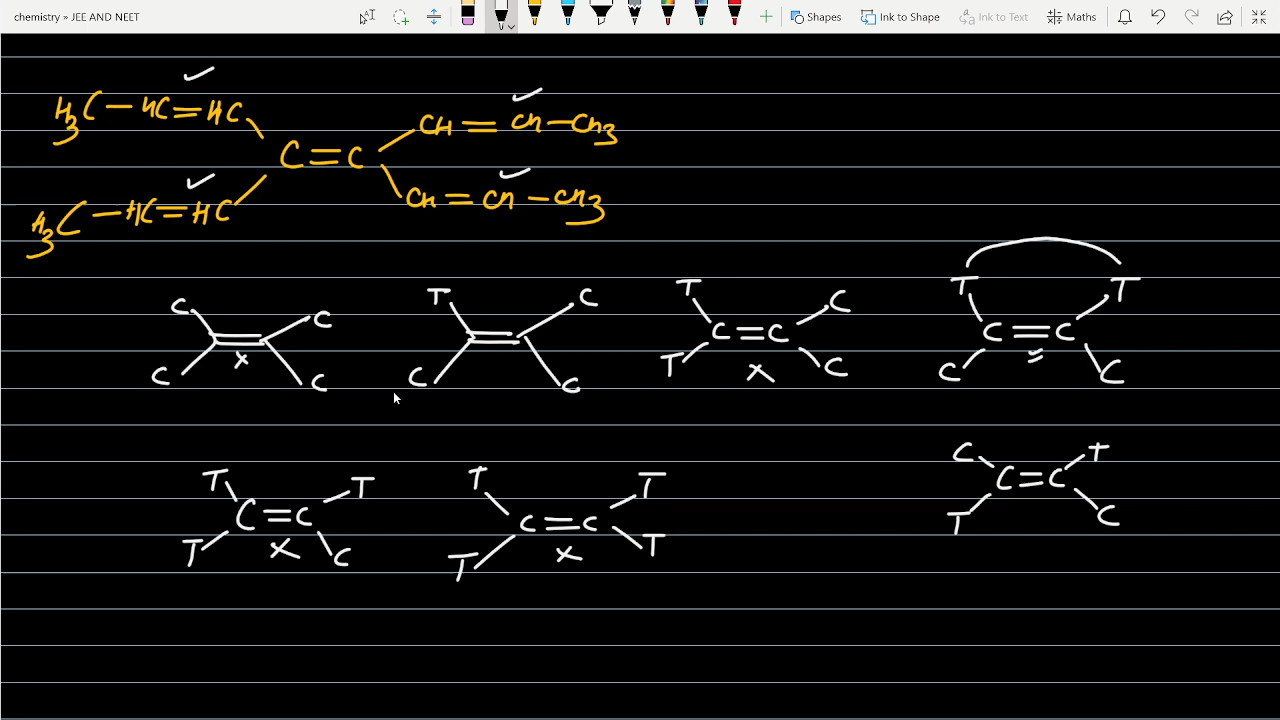 chemistry » JEE AND NEET
Shapes
Ink to Shape
Ink to Text
Maths
H3C - HC = HC
CH = CH - CH3
C = C
H3C - HC = HC
CH = CH - CH3
T T
C T C T C
C C C = C C = C
x x =
C C C C T C C C
C T
T T T T C = C
C = C C = C T C
T x C T x T